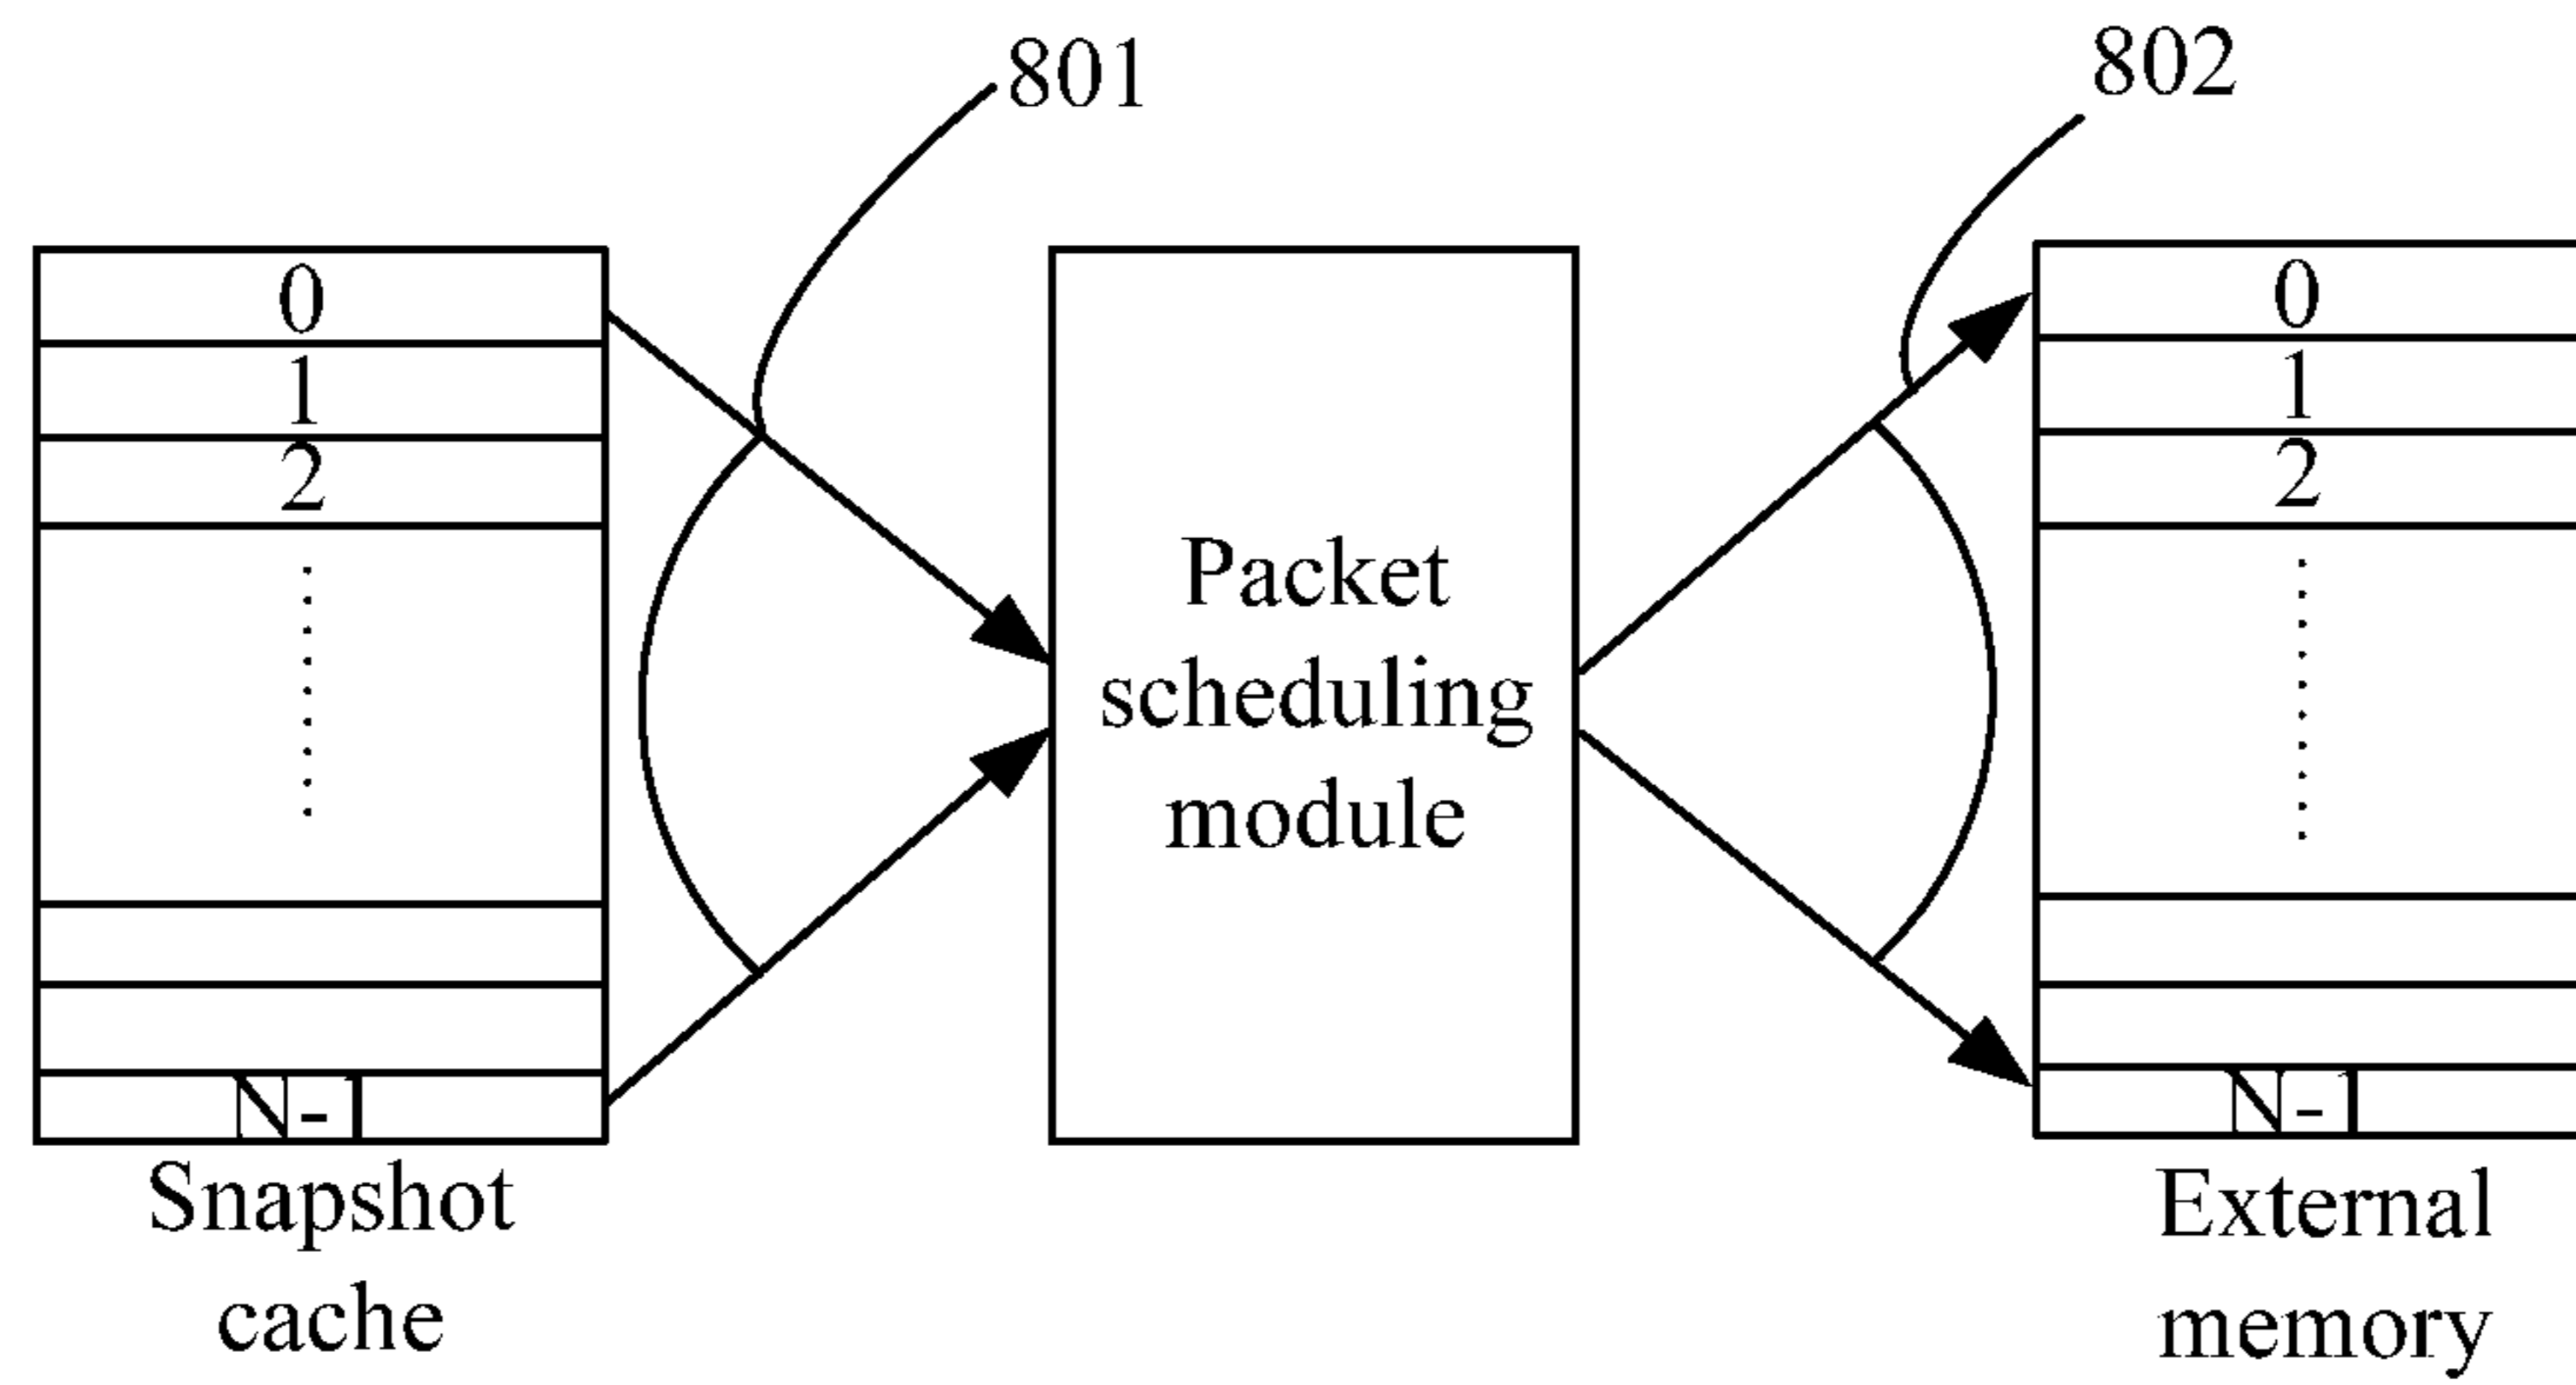 801
802
0
1
2
N-1
Snapshot
cache
Packet
scheduling
module
0
1
2
N-1
External
memory